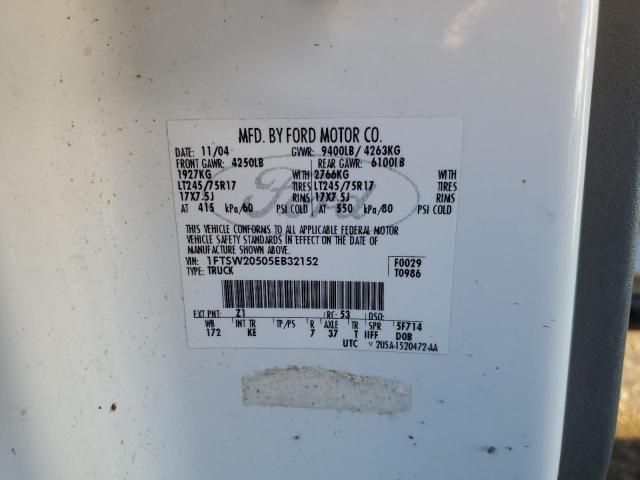 MFD. BY FORD MOTOR CO.
DATE: 11/04 GVWR: 9400LB/ 4263KG
FRONT GAWR: 4250LB REAR GAWR: 6100LB
1927KG WITH 2766KG WITH
LT245/75R17 TIRES LT245/75R17 TIRES
17X7.5J RIMS 17X7.5J RIMS
AT 415 kPa/60 PSI COLD AT 550 kPa/80 PSI COLD
Ford
THIS VEHICLE CONFORMS TO ALL APPLICABLE FEDERAL MOTOR
VEHICLE SAFETY STANDARDS IN EFFECT ON THE DATE OF
MANUFACTURE SHOWN ABOVE.
VIN: 1FTSW20505EB32152 F0029
TYPE: TRUCK T0986
EXT PNT: Z1 RC: 53 DSO:
WB INT TR TP/PS R AXLE TR SPR 5F714
172 KE 7 37 T IIFF DOB
UTC 2U5A-1520472-AA